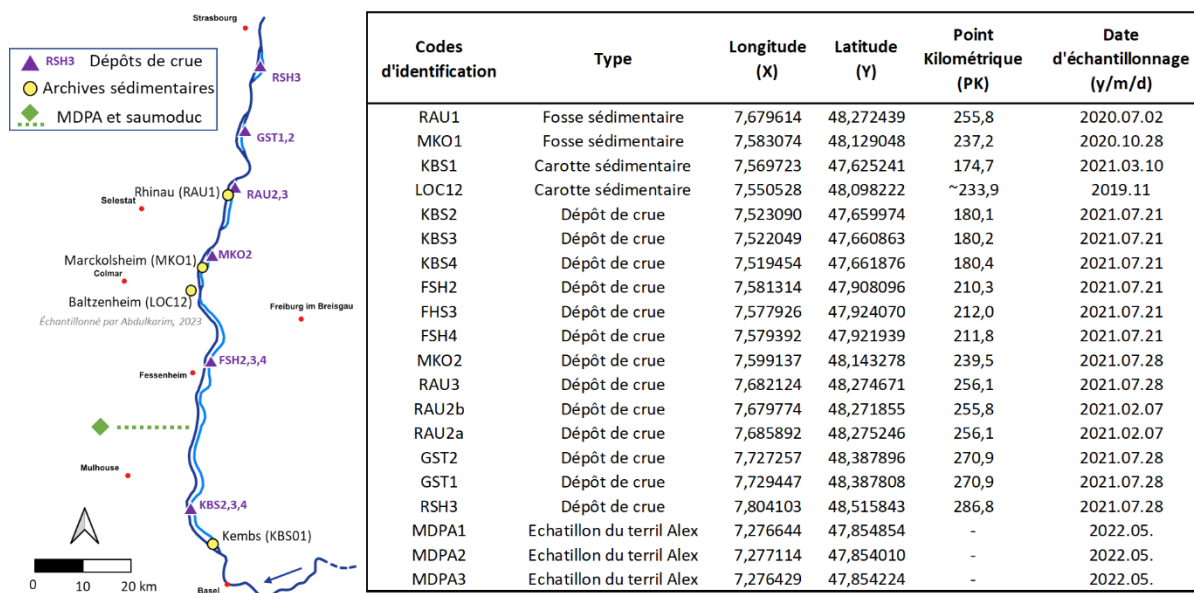 Strasbourg
RSH3 Dépôts de crue
Archives sédimentaires
MDPA et saumoduc
RSH3
GST1,2
Rhinau (RAU1)
RAU2,3
Selestat
MKO2
Marckolsheim (MKO1)
Colmar
Baltzenheim (LOC12)
Échantillonné par Abdulkarim, 2023
Freiburg im Breisgau
FSH2,3,4
Fessenheim
Mulhouse
KBS2,3,4
Kembs (KBS01)
0 10 20 km
Basel
Codes d'identification Type Longitude (X) Latitude (Y) Point Kilométrique (PK) Date d'échantillonnage (y/m/d)
RAU1 Fosse sédimentaire 7,679614 48,272439 255,8 2020.07.02
MKO1 Fosse sédimentaire 7,583074 48,129048 237,2 2020.10.28
KBS1 Carotte sédimentaire 7,569723 47,625241 174,7 2021.03.10
LOC12 Carotte sédimentaire 7,550528 48,098222 ~233,9 2019.11
KBS2 Dépôt de crue 7,523090 47,659974 180,1 2021.07.21
KBS3 Dépôt de crue 7,522049 47,660863 180,2 2021.07.21
KBS4 Dépôt de crue 7,519454 47,661876 180,4 2021.07.21
FSH2 Dépôt de crue 7,581314 47,908096 210,3 2021.07.21
FHS3 Dépôt de crue 7,577926 47,924070 212,0 2021.07.21
FSH4 Dépôt de crue 7,579392 47,921939 211,8 2021.07.21
MKO2 Dépôt de crue 7,599137 48,143278 239,5 2021.07.28
RAU3 Dépôt de crue 7,682124 48,274671 256,1 2021.07.28
RAU2b Dépôt de crue 7,679774 48,271855 255,8 2021.02.07
RAU2a Dépôt de crue 7,685892 48,275246 256,1 2021.02.07
GST2 Dépôt de crue 7,727257 48,387896 270,9 2021.07.28
GST1 Dépôt de crue 7,729447 48,387808 270,9 2021.07.28
RSH3 Dépôt de crue 7,804103 48,515843 286,8 2021.07.28
MDPA1 Echatillon du terril Alex 7,276644 47,854854 - 2022.05.
MDPA2 Echatillon du terril Alex 7,277114 47,854010 - 2022.05.
MDPA3 Echatillon du terril Alex 7,276429 47,854224 - 2022.05.